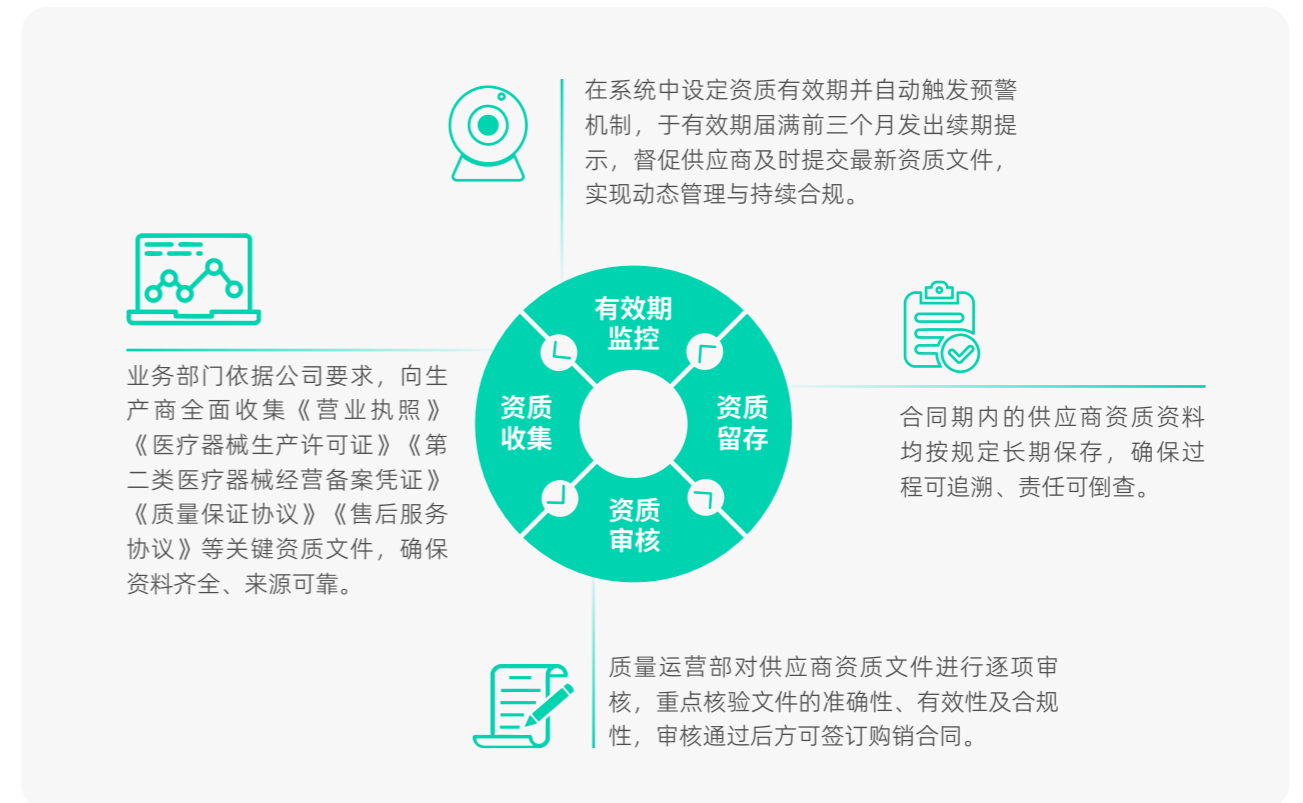 在系统中设定资质有效期并自动触发预警
机制，于有效期届满前三个月发出续期提
示，督促供应商及时提交最新资质文件，
实现动态管理与持续合规。
有效期
监控
业务部门依据公司要求，向生
产商全面收集《营业执照》
《医疗器械生产许可证》《第
二类医疗器械经营备案凭证》
《质量保证协议》《售后服务
协议》等关键资质文件，确保
资料齐全、来源可靠。
资质
收集
资质
留存
合同期内的供应商资质资料
均按规定长期保存，确保过
程可追溯、责任可倒查。
资质
审核
质量运营部对供应商资质文件进行逐项审
核，重点核验文件的准确性、有效性及合规
性，审核通过后方可签订购销合同。